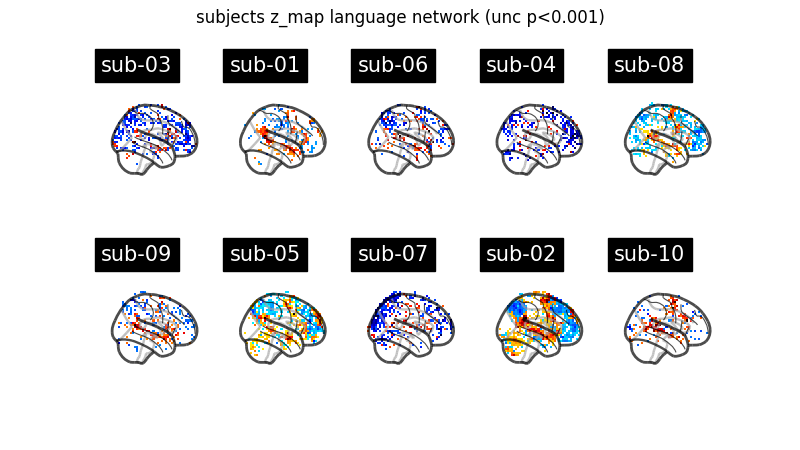 subjects z_map language network (unc p<0.001)
sub-03 sub-01 sub-06 sub-04 sub-08
sub-09 sub-05 sub-07 sub-02 sub-10